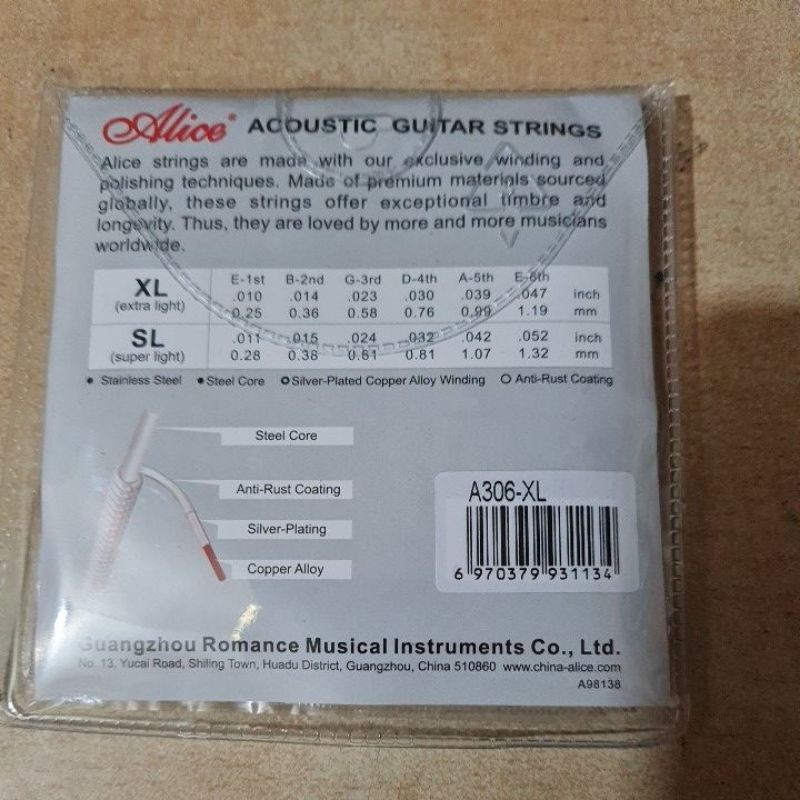 Alice® ACOUSTIC GUITAR STRINGS
Alice strings are made with our exclusive winding and
polishing techniques. Made of premium materials sourced
globally, these strings offer exceptional timbre and
longevity. Thus, they are loved by more and more musicians
worldwide.
XL (extra light)
E-1st B-2nd G-3rd D-4th A-5th E-6th
.010 .014 .023 .030 .039 .047 inch
0.25 0.36 0.58 0.76 0.99 1.19 mm
SL (super light)
.011 .015 .024 .032 .042 .052 inch
0.28 0.38 0.61 0.81 1.07 1.32 mm
Stainless Steel Steel Core Silver-Plated Copper Alloy Winding Anti-Rust Coating
Steel Core
Anti-Rust Coating
Silver-Plating
Copper Alloy
A306-XL
6 970379 931134
Guangzhou Romance Musical Instruments Co., Ltd.
No. 13, Yucai Road, Shiling Town, Huadu District, Guangzhou, China 510860 www.china-alice.com
A98138